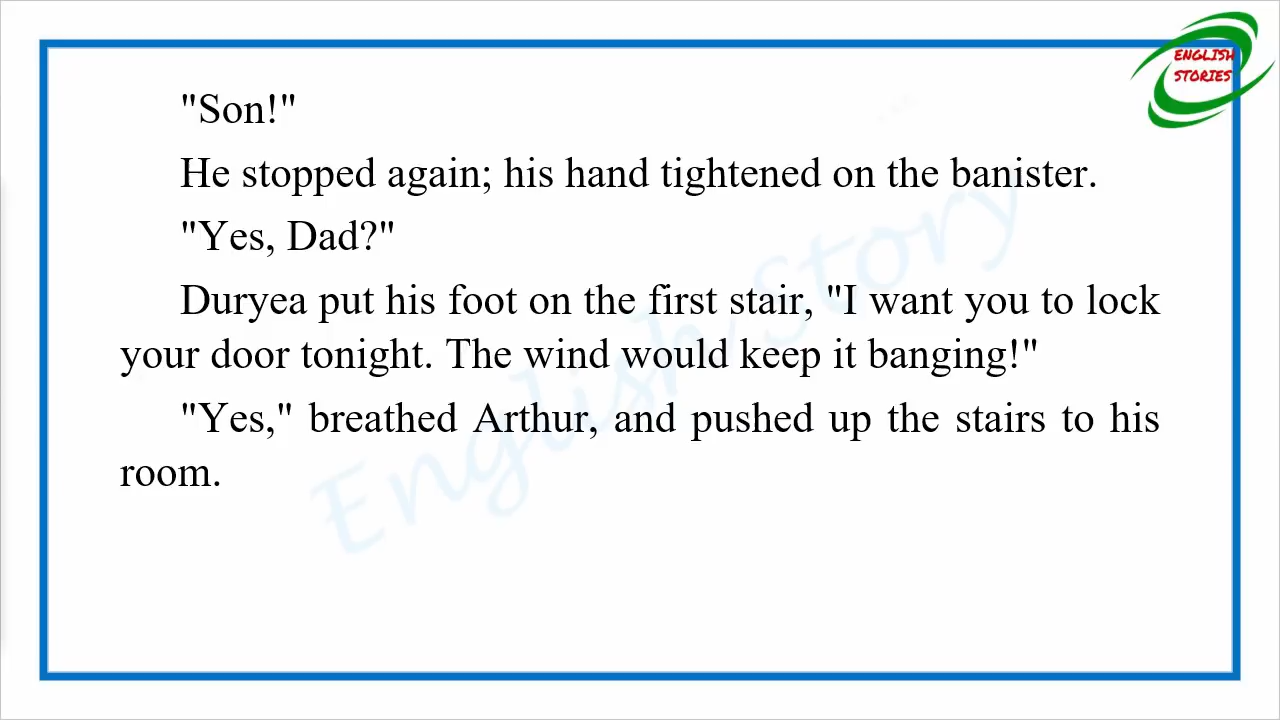 ENGLISH
STORIES
"Son!"
He stopped again; his hand tightened on the banister.
"Yes, Dad?"
Duryea put his foot on the first stair, "I want you to lock
your door tonight. The wind would keep it banging!"
"Yes," breathed Arthur, and pushed up the stairs to his
room.
English Story